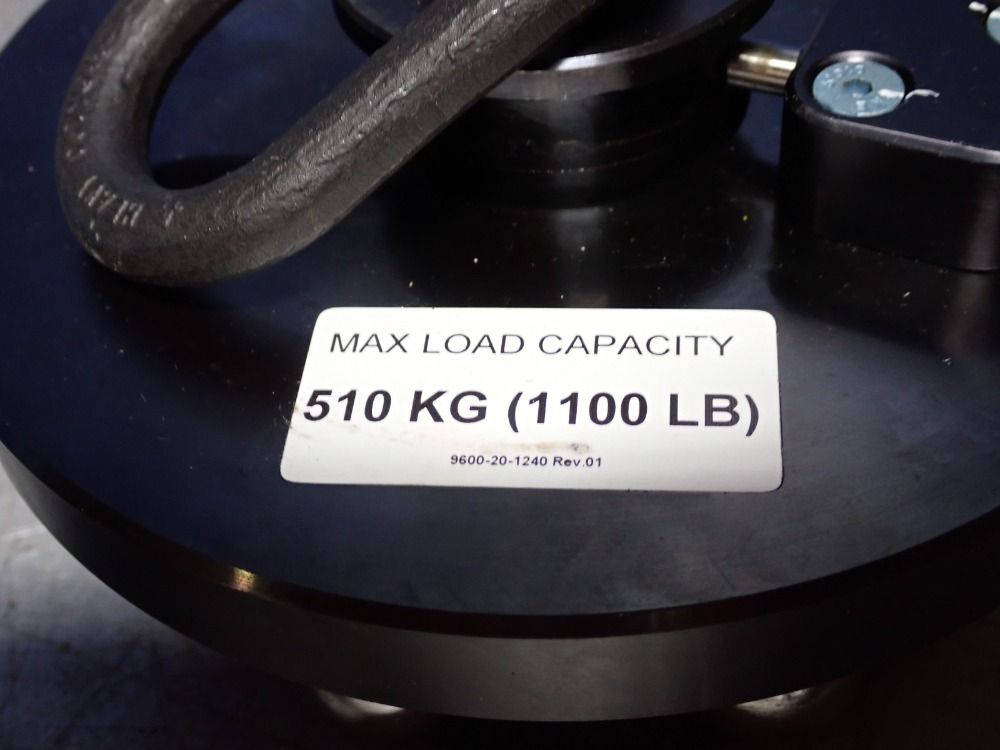 MAX LOAD CAPACITY
510 KG (1100 LB)
9600-20-1240 Rev.01